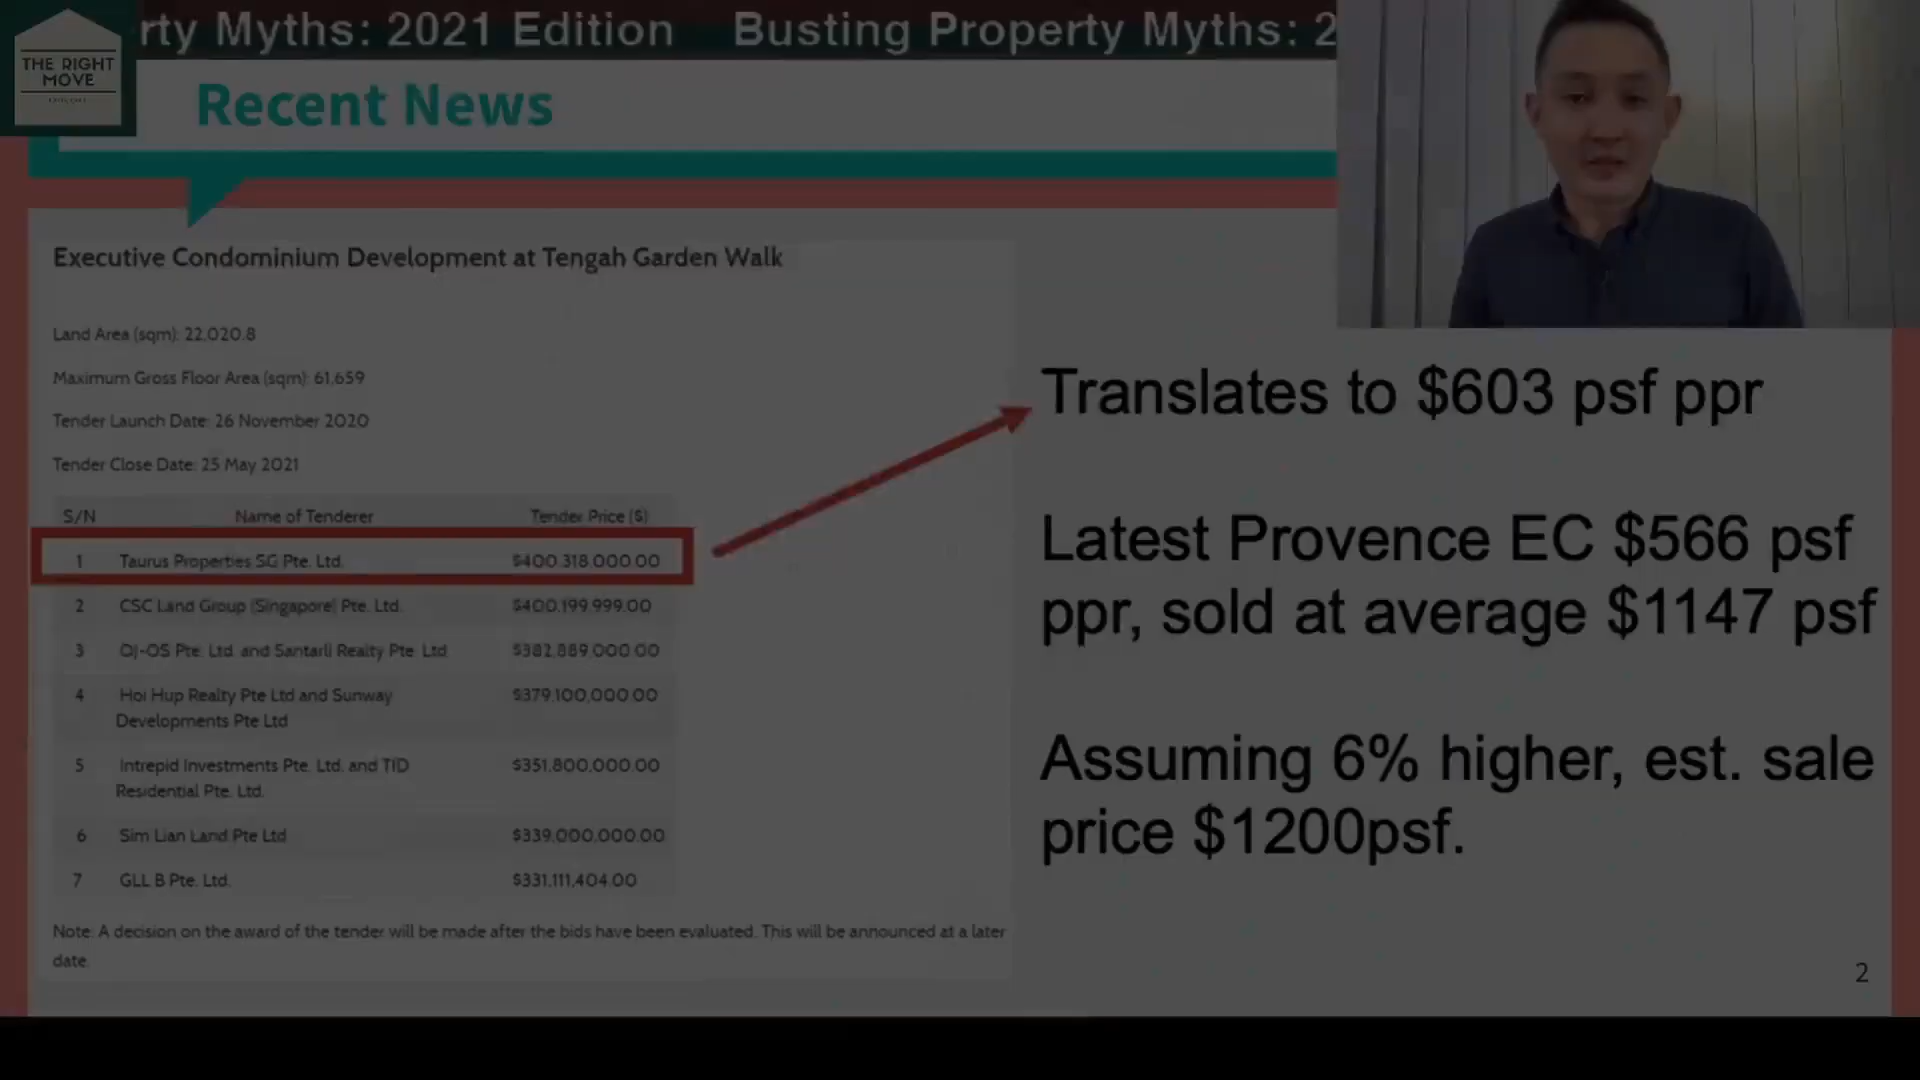 rty Myths: 2021 Edition Busting Property Myths: 2
THE RIGHT
MOVE
Recent News
Executive Condominium Development at Tengah Garden Walk
Land Area (sqm): 22,020.8
Maximum Gross Floor Area (sqm): 61,659
Tender Launch Date: 26 November 2020
Tender Close Date: 25 May 2021
S/N Name of Tenderer Tender Price ($)
1 Taurus Properties SG Pte. Ltd. $400,318,000.00
2 CSC Land Group (Singapore) Pte. Ltd. $400,199,999.00
3 OJ-OS Pte. Ltd. and Santarli Realty Pte. Ltd. $382,889,000.00
4 Hoi Hup Realty Pte Ltd and Sunway $379,100,000.00
Developments Pte Ltd
5 Intrepid Investments Pte. Ltd. and TID $351,800,000.00
Residential Pte. Ltd.
6 Sim Lian Land Pte Ltd $339,000,000.00
7 GLL B Pte. Ltd. $331,111,404.00
Note: A decision on the award of the tender will be made after the bids have been evaluated. This will be announced at a later
date.
Translates to $603 psf ppr
Latest Provence EC $566 psf
ppr, sold at average $1147 psf
Assuming 6% higher, est. sale
price $1200psf.
2